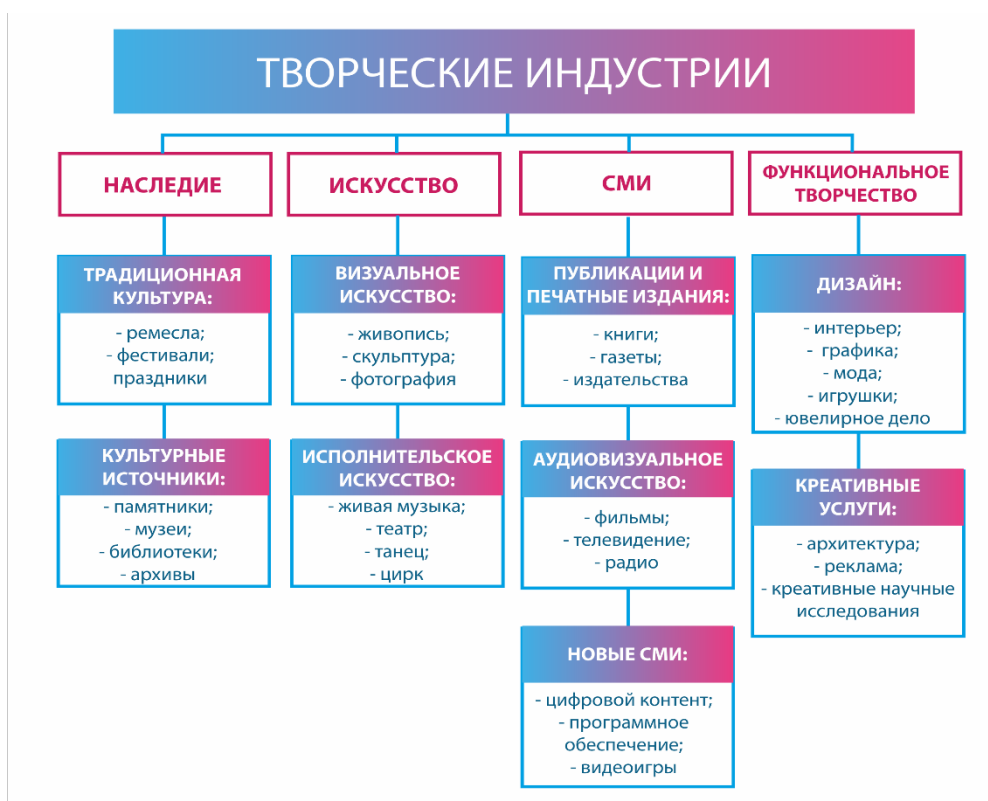 ТВОРЧЕСКИЕ ИНДУСТРИИ
НАСЛЕДИЕ
ТРАДИЦИОННАЯ
КУЛЬТУРА:
- ремесла;
- фестивали;
праздники
КУЛЬТУРНЫЕ
ИСТОЧНИКИ:
- памятники;
- музеи;
- библиотеки;
- архивы
ИСКУССТВО
ВИЗУАЛЬНОЕ
ИСКУССТВО:
- живопись;
- скульптура;
- фотография
ИСПОЛНИТЕЛЬСКОЕ
ИСКУССТВО:
- живая музыка;
- театр;
- танец;
- цирк
СМИ
ПУБЛИКАЦИИ И
ПЕЧАТНЫЕ ИЗДАНИЯ:
- книги;
- газеты;
- издательства
АУДИОВИЗУАЛЬНОЕ
ИСКУССТВО:
- фильмы;
- телевидение;
- радио
НОВЫЕ СМИ:
- цифровой контент;
- программное
обеспечение;
- видеоигры
ФУНКЦИОНАЛЬНОЕ
ТВОРЧЕСТВО
ДИЗАЙН:
- интерьер;
- графика;
- мода;
- игрушки;
- ювелирное дело
КРЕАТИВНЫЕ
УСЛУГИ:
- архитектура;
- реклама;
- креативные научные
исследования